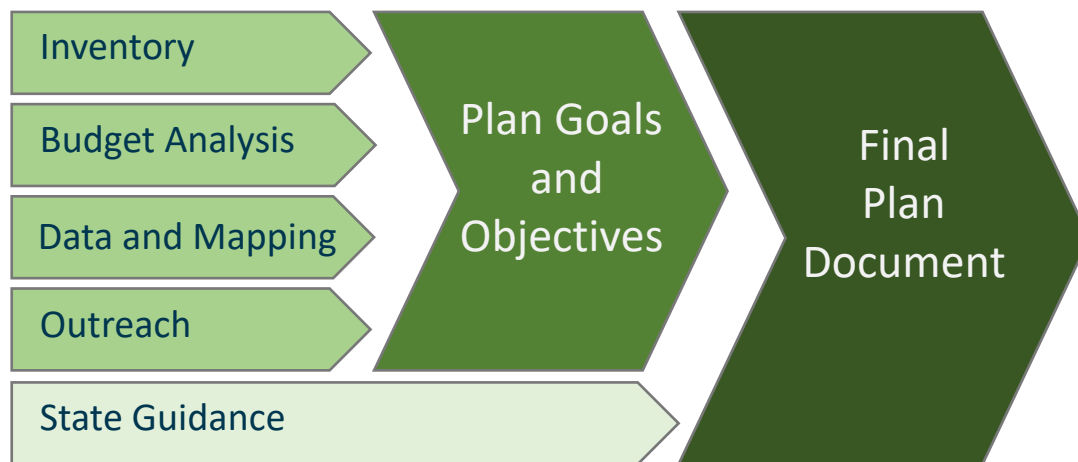 Inventory
Budget Analysis
Data and Mapping
Outreach
State Guidance
Plan Goals
and
Objectives
Final
Plan
Document